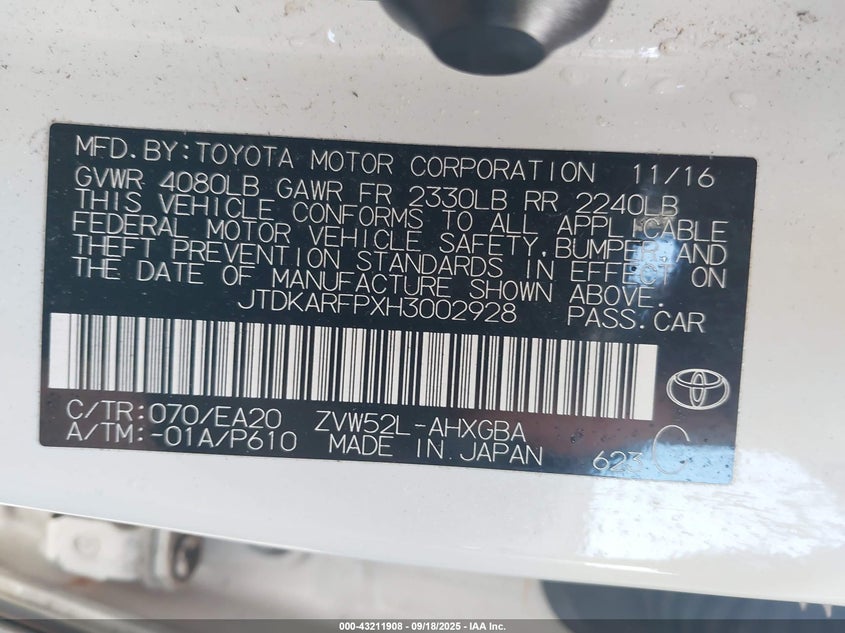 MFD.BY:TOYOTA MOTOR CORPORATION 11/16
GVWR 4080LB GAWR FR 2330LB RR 2240LB
THIS VEHICLE CONFORMS TO ALL APPLICABLE
FEDERAL MOTOR VEHICLE SAFETY,BUMPER,AND
THEFT PREVENTION STANDARDS IN EFFECT ON
THE DATE OF MANUFACTURE SHOWN ABOVE.
JTDKARFPXH3002928 PASS.CAR
C/TR:070/EA20 ZVW52L-AHXGBA
A/TM:-01A/P610 MADE IN JAPAN 623 C
000-43211908 - 09/18/2025 - IAA Inc.